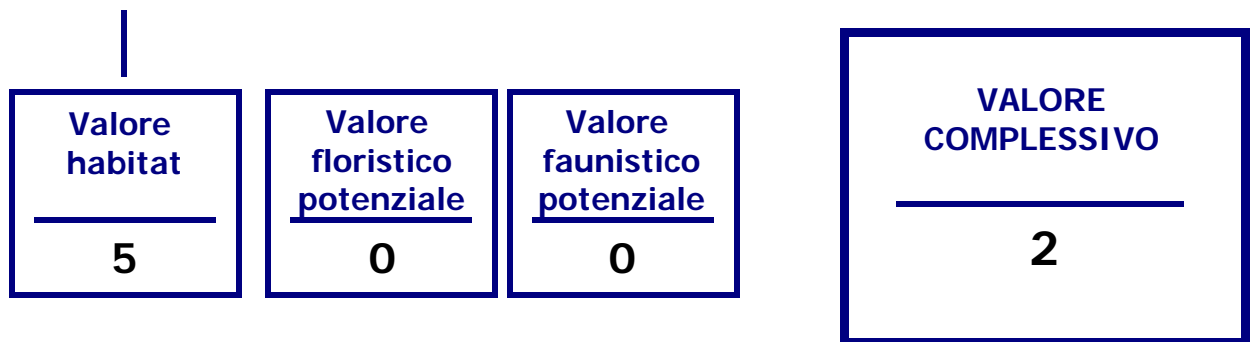 Valore
habitat
5
Valore
floristico
potenziale
0
Valore
faunistico
potenziale
0
VALORE
COMPLESSIVO
2